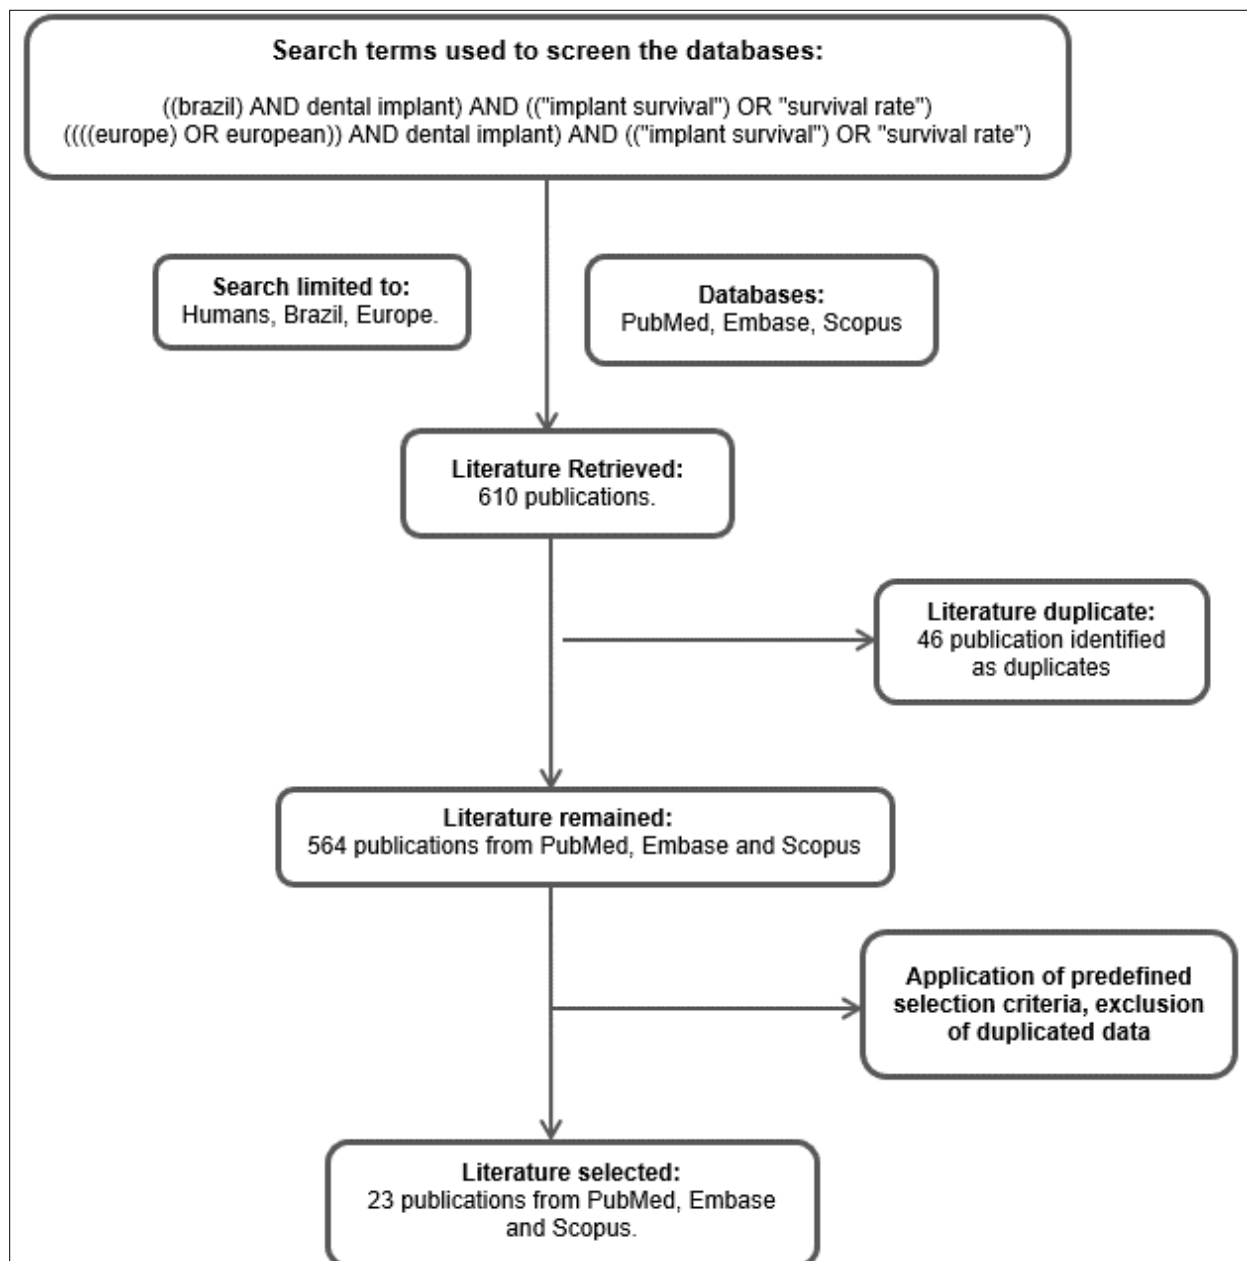 Search terms used to screen the databases:
((brazil) AND dental implant) AND (("implant survival") OR "survival rate")
((((europe) OR european)) AND dental implant) AND (("implant survival") OR "survival rate")
Search limited to:
Humans, Brazil, Europe.
Databases:
PubMed, Embase, Scopus
Literature Retrieved:
610 publications.
Literature duplicate:
46 publication identified
as duplicates
Literature remained:
564 publications from PubMed, Embase and Scopus
Application of predefined
selection criteria, exclusion
of duplicated data
Literature selected:
23 publications from PubMed, Embase
and Scopus.